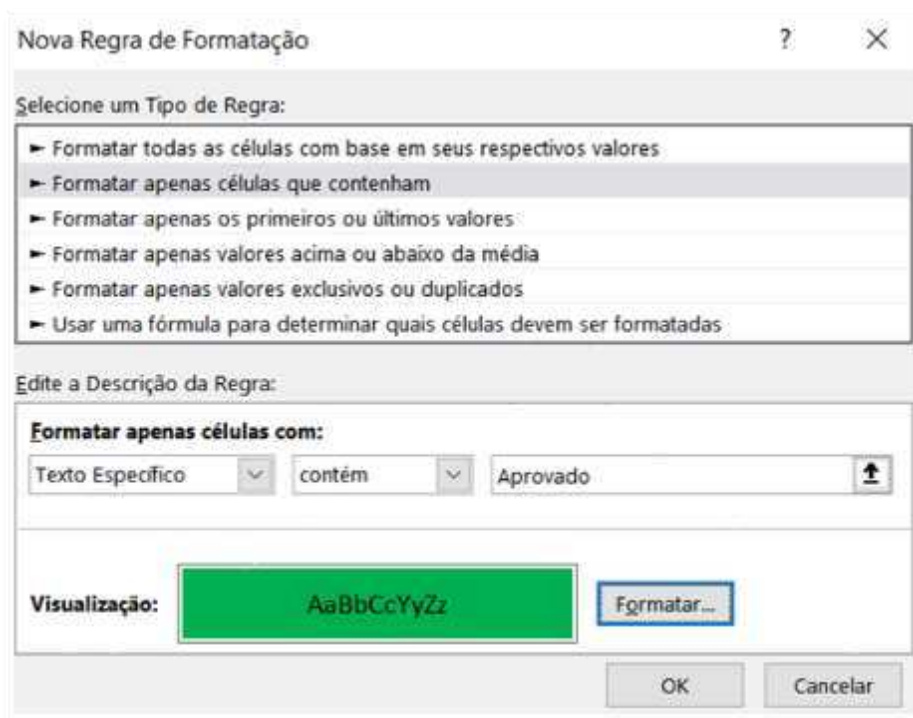 Nova Regra de Formatação ? ×
Selecione um Tipo de Regra:
► Formatar todas as células com base em seus respectivos valores
► Formatar apenas células que contenham
► Formatar apenas os primeiros ou últimos valores
► Formatar apenas valores acima ou abaixo da média
► Formatar apenas valores exclusivos ou duplicados
► Usar uma fórmula para determinar quais células devem ser formatadas
Edite a Descrição da Regra:
Formatar apenas células com:
Texto Específico contém Aprovado
Visualização: AaBbCcYyZz Formatar...
OK Cancelar